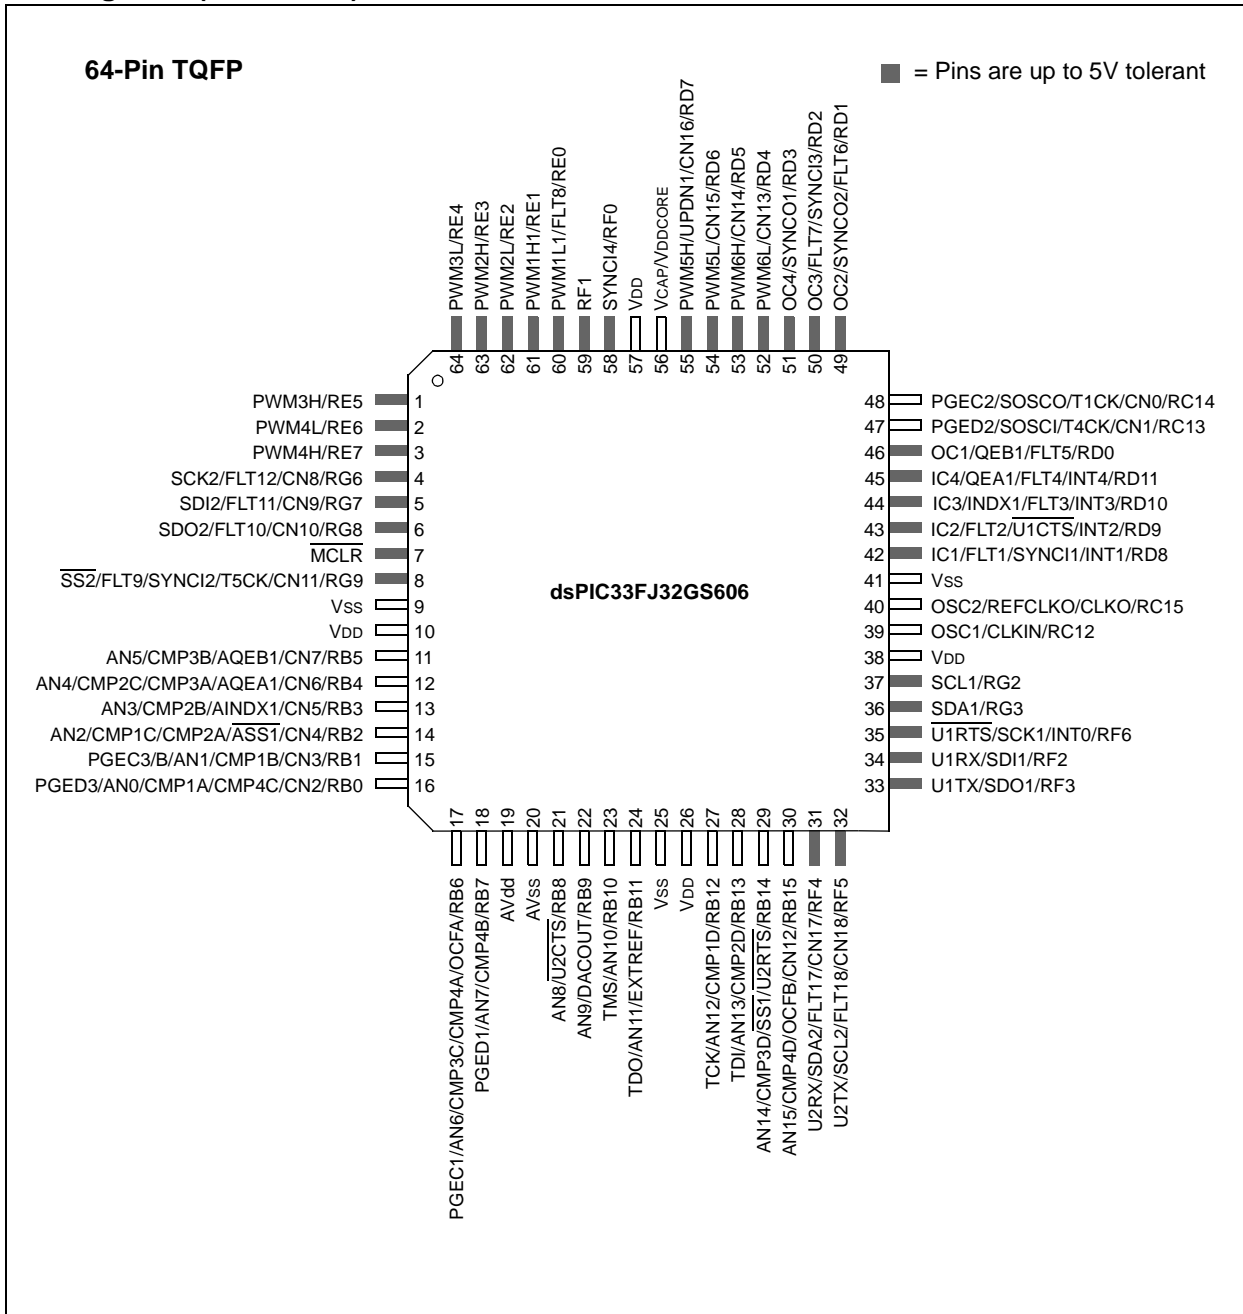 64-Pin TQFP
= Pins are up to 5V tolerant
PWM3L/RE4
PWM2H/RE3
PWM2L/RE2
PWM1H1/RE1
PWM1L1/FLT8/RE0
RF1
SYNCI4/RF0
VDD
VCAP/VDDCORE
PWM5H/UPDN1/CN16/RD7
PWM5L/CN15/RD6
PWM6H/CN14/RD5
PWM6L/CN13/RD4
OC4/SYNCO1/RD3
OC3/FLT7/SYNCI3/RD2
OC2/SYNCO2/FLT6/RD1
64
63
62
61
60
59
58
57
56
55
54
53
52
51
50
49
PWM3H/RE5 1
PWM4L/RE6 2
PWM4H/RE7 3
SCK2/FLT12/CN8/RG6 4
SDI2/FLT11/CN9/RG7 5
SDO2/FLT10/CN10/RG8 6
MCLR 7
SS2/FLT9/SYNCI2/T5CK/CN11/RG9 8
VSS 9
VDD 10
AN5/CMP3B/AQEB1/CN7/RB5 11
AN4/CMP2C/CMP3A/AQEA1/CN6/RB4 12
AN3/CMP2B/AINDX1/CN5/RB3 13
AN2/CMP1C/CMP2A/ASS1/CN4/RB2 14
PGEC3/B/AN1/CMP1B/CN3/RB1 15
PGED3/AN0/CMP1A/CMP4C/CN2/RB0 16
dsPIC33FJ32GS606
48 PGEC2/SOSCO/T1CK/CN0/RC14
47 PGED2/SOSCI/T4CK/CN1/RC13
46 OC1/QEB1/FLT5/RD0
45 IC4/QEA1/FLT4/INT4/RD11
44 IC3/INDX1/FLT3/INT3/RD10
43 IC2/FLT2/U1CTS/INT2/RD9
42 IC1/FLT1/SYNCI1/INT1/RD8
41 VSS
40 OSC2/REFCLKO/CLKO/RC15
39 OSC1/CLKIN/RC12
38 VDD
37 SCL1/RG2
36 SDA1/RG3
35 U1RTS/SCK1/INT0/RF6
34 U1RX/SDI1/RF2
33 U1TX/SDO1/RF3
17
18
19
20
21
22
23
24
25
26
27
28
29
30
31
32
PGEC1/AN6/CMP3C/CMP4A/OCFA/RB6
PGED1/AN7/CMP4B/RB7
AVdd
AVSS
AN8/U2CTS/RB8
AN9/DACOUT/RB9
TMS/AN10/RB10
TDO/AN11/EXTREF/RB11
VSS
VDD
TCK/AN12/CMP1D/RB12
TDI/AN13/CMP2D/RB13
AN14/CMP3D/SS1/U2RTS/RB14
AN15/CMP4D/OCFB/CN12/RB15
U2RX/SDA2/FLT17/CN17/RF4
U2TX/SCL2/FLT18/CN18/RF5